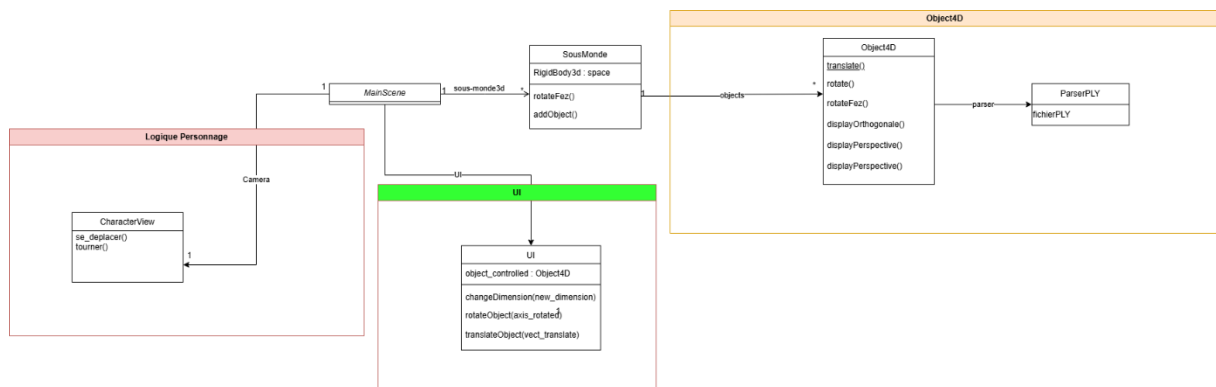 Object4D
SousMonde
RigidBody3d : space
rotateFez()
addObject()
Object4D
translate()
rotate()
rotateFez()
displayOrthogonale()
displayPerspective()
displayPerspective()
ParserPLY
fichierPLY
1
MainScene
1
sous-monde3d
*
1
objects
*
parser
Logique Personnage
Camera
CharacterView
se_deplacer()
tourner()
1
UI
UI
UI
object_controlled : Object4D
changeDimension(new_dimension)
rotateObject(axis_rotated)
1
translateObject(vect_translate)